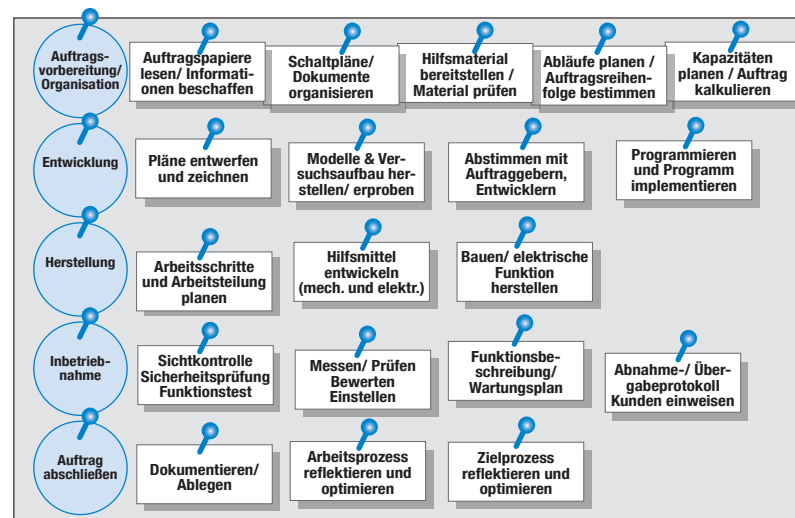 Auftrags-
vorbereitung/
Organisation
Auftragspapiere
lesen/ Informati-
onen beschaffen
Schaltpläne/
Dokumente
organisieren
Hilfsmaterial
bereitstellen /
Material prüfen
Abläufe planen /
Auftragsreihen-
folge bestimmen
Kapazitäten
planen / Auftrag
kalkulieren
Entwicklung
Pläne entwerfen
und zeichnen
Modelle & Ver-
suchsaufbau her-
stellen/ erproben
Abstimmen mit
Auftraggebern,
Entwicklern
Programmieren
und Programm
implementieren
Herstellung
Arbeitsschritte
und Arbeitsteilung
planen
Hilfsmittel
entwickeln
(mech. und elektr.)
Bauen/ elektrische
Funktion
herstellen
Inbetrieb-
nahme
Sichtkontrolle
Sicherheitsprüfung
Funktionstest
Messen/ Prüfen
Bewerten
Einstellen
Funktionsbe-
schreibung/
Wartungsplan
Abnahme-/ Über-
gabeprotokoll
Kunden einweisen
Auftrag
abschließen
Dokumentieren/
Ablegen
Arbeitsprozess
reflektieren und
optimieren
Zielprozess
reflektieren und
optimieren